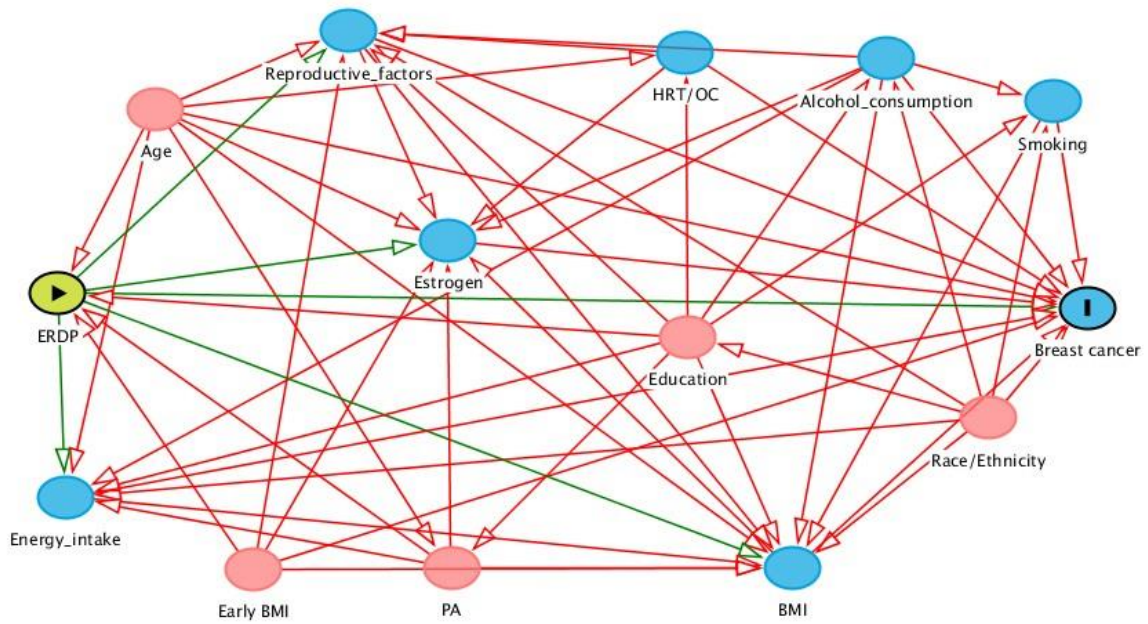 Reproductive_factors
HRT/OC
Alcohol_consumption
Smoking
Age
Estrogen
ERDP
Breast cancer
Education
Race/Ethnicity
Energy_intake
Early BMI
PA
BMI